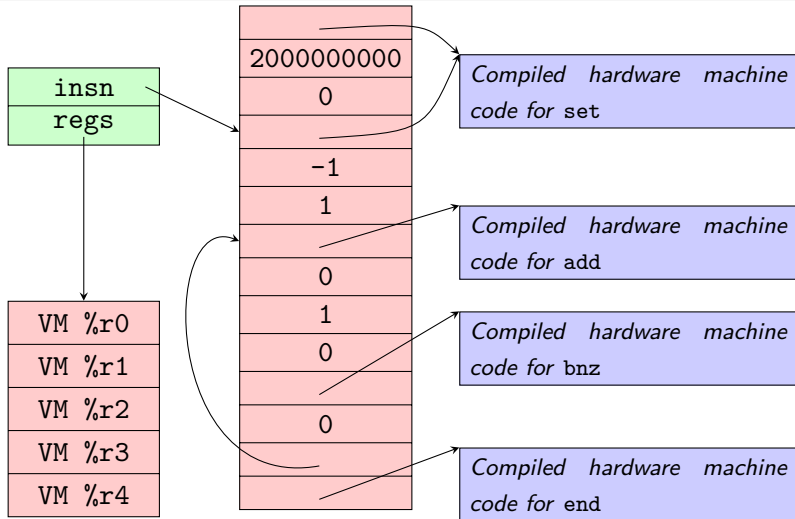 insn
regs
VM %r0
VM %r1
VM %r2
VM %r3
VM %r4
2000000000
0
-1
1
0
1
0
0
Compiled hardware machine
code for set
Compiled hardware machine
code for add
Compiled hardware machine
code for bnz
Compiled hardware machine
code for end